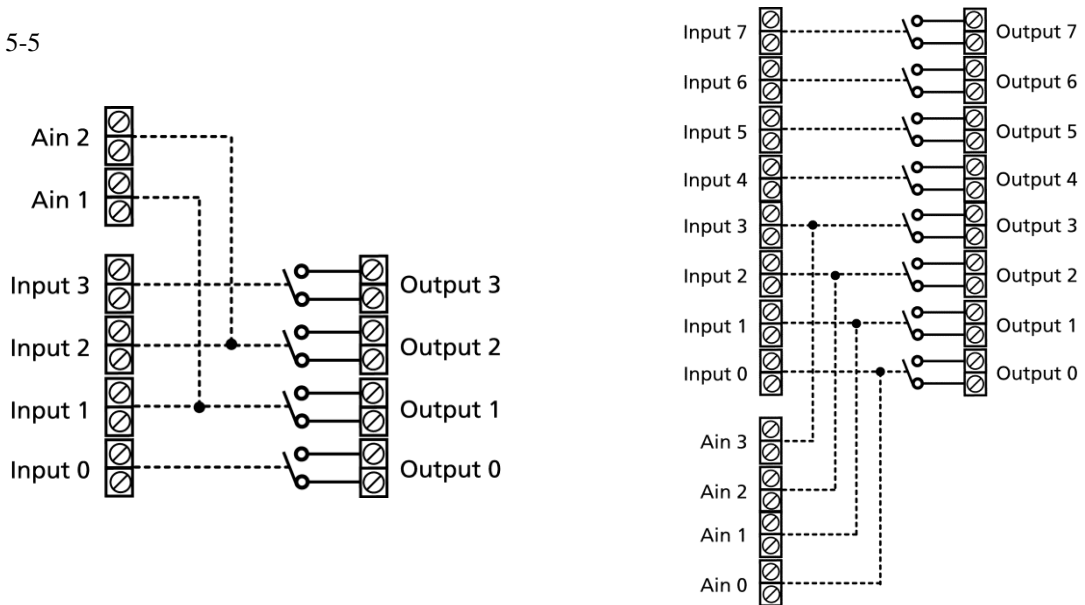 5-5
Ain 2
Ain 1
Input 3
Output 3
Input 2
Output 2
Input 1
Output 1
Input 0
Output 0
Input 7
Output 7
Input 6
Output 6
Input 5
Output 5
Input 4
Output 4
Input 3
Output 3
Input 2
Output 2
Input 1
Output 1
Input 0
Output 0
Ain 3
Ain 2
Ain 1
Ain 0